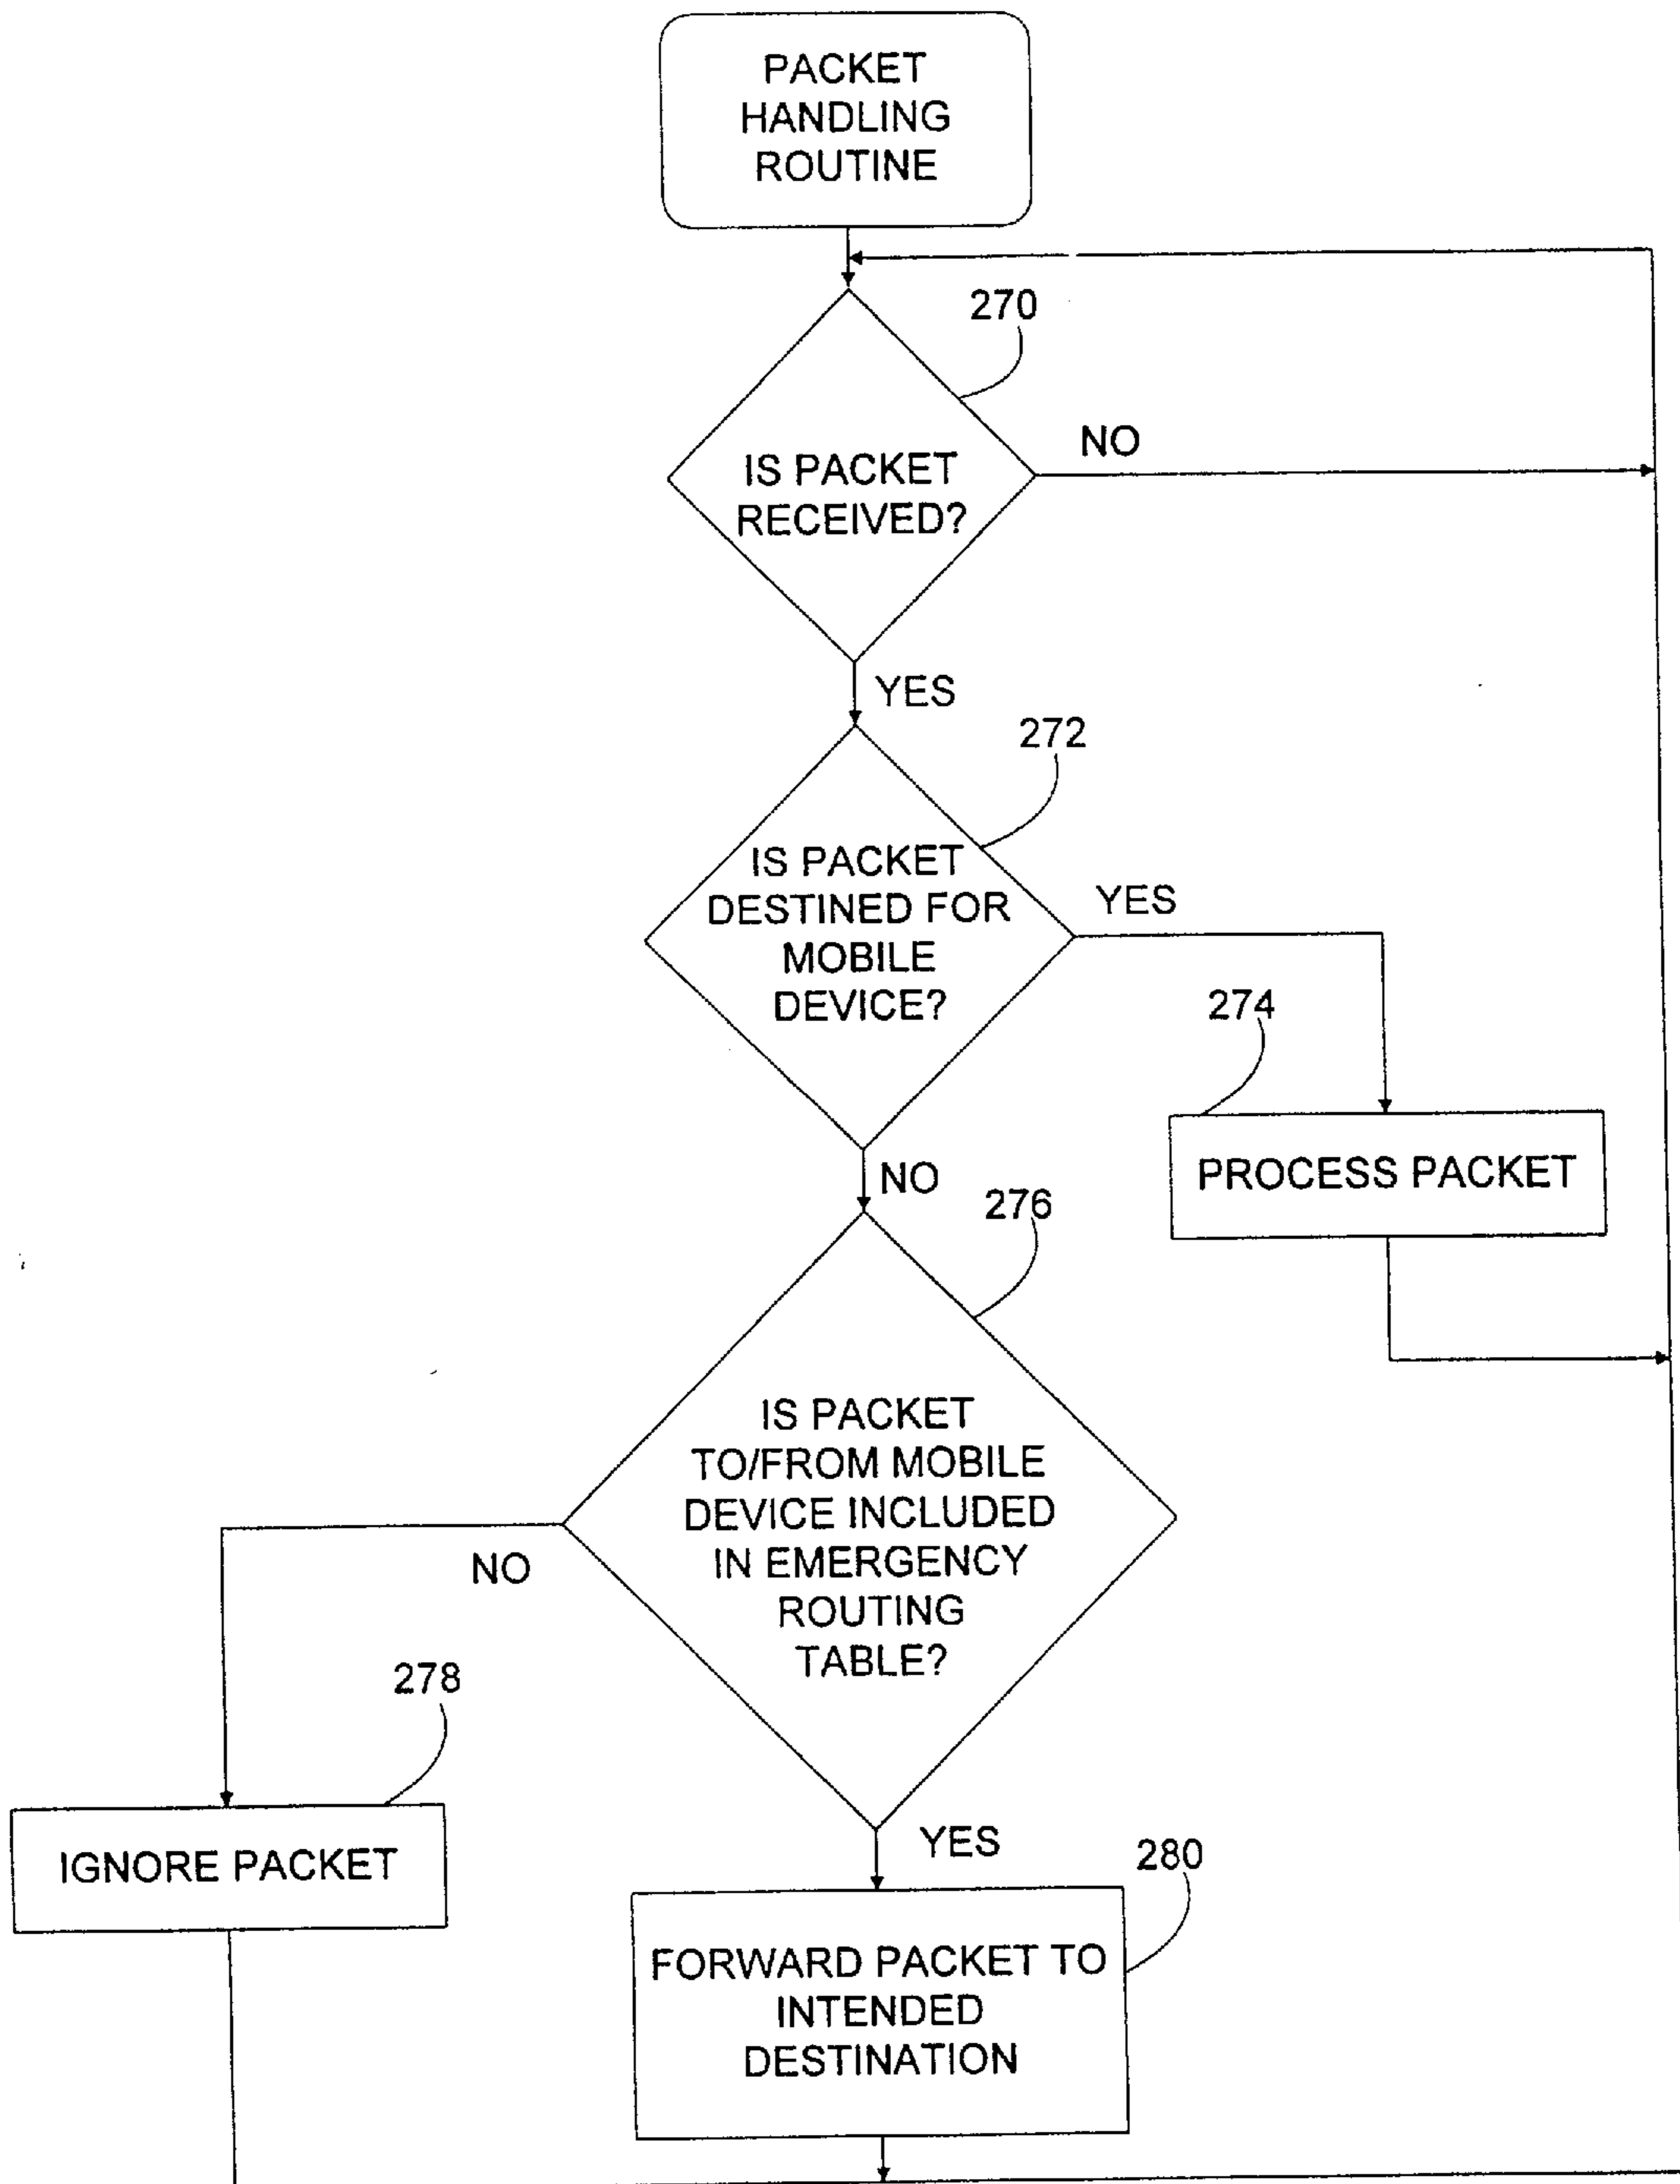 PACKET
HANDLING
ROUTINE
270
IS PACKET
RECEIVED?
NO
YES
272
IS PACKET
DESTINED FOR
MOBILE
DEVICE?
YES
274
PROCESS PACKET
NO
276
IS PACKET
TO/FROM MOBILE
DEVICE INCLUDED
IN EMERGENCY
ROUTING
TABLE?
NO
278
IGNORE PACKET
YES
280
FORWARD PACKET TO
INTENDED
DESTINATION